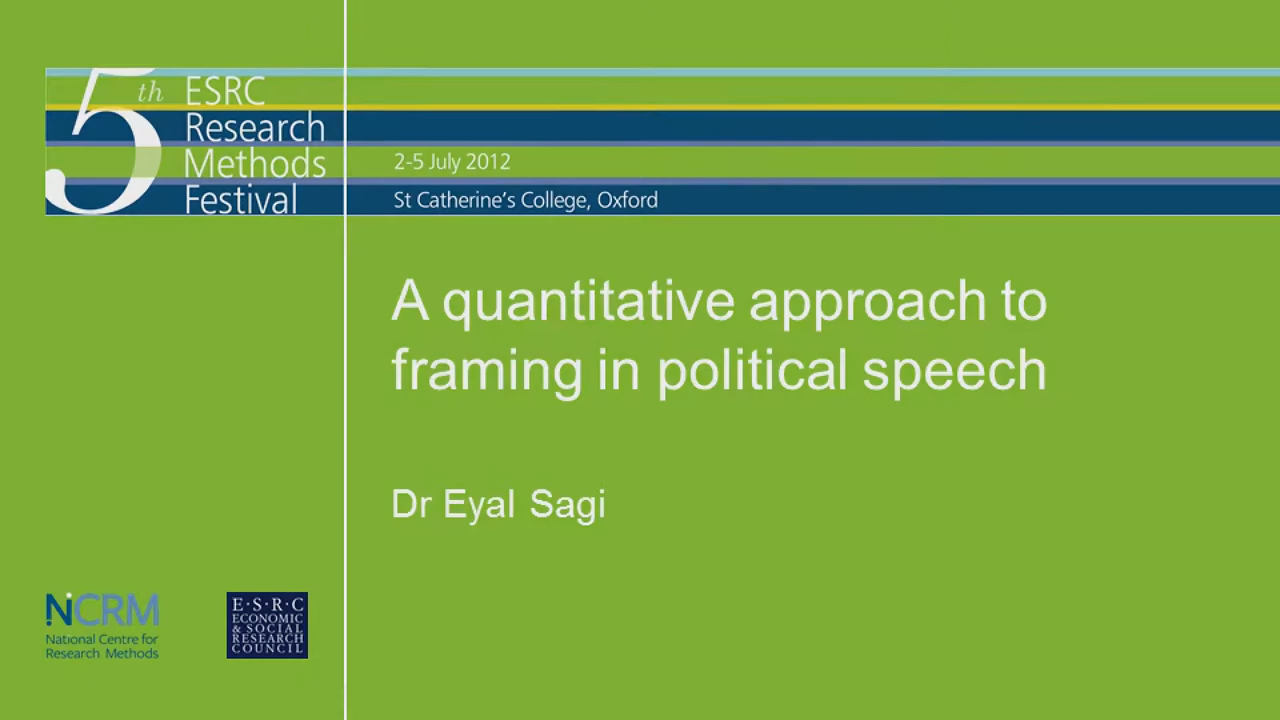 5th ESRC
Research
Methods
Festival
2-5 July 2012
St Catherine's College, Oxford
A quantitative approach to
framing in political speech
Dr Eyal Sagi
NCRM
National Centre for
Research Methods
E·S·R·C
ECONOMIC
& SOCIAL
RESEARCH
COUNCIL